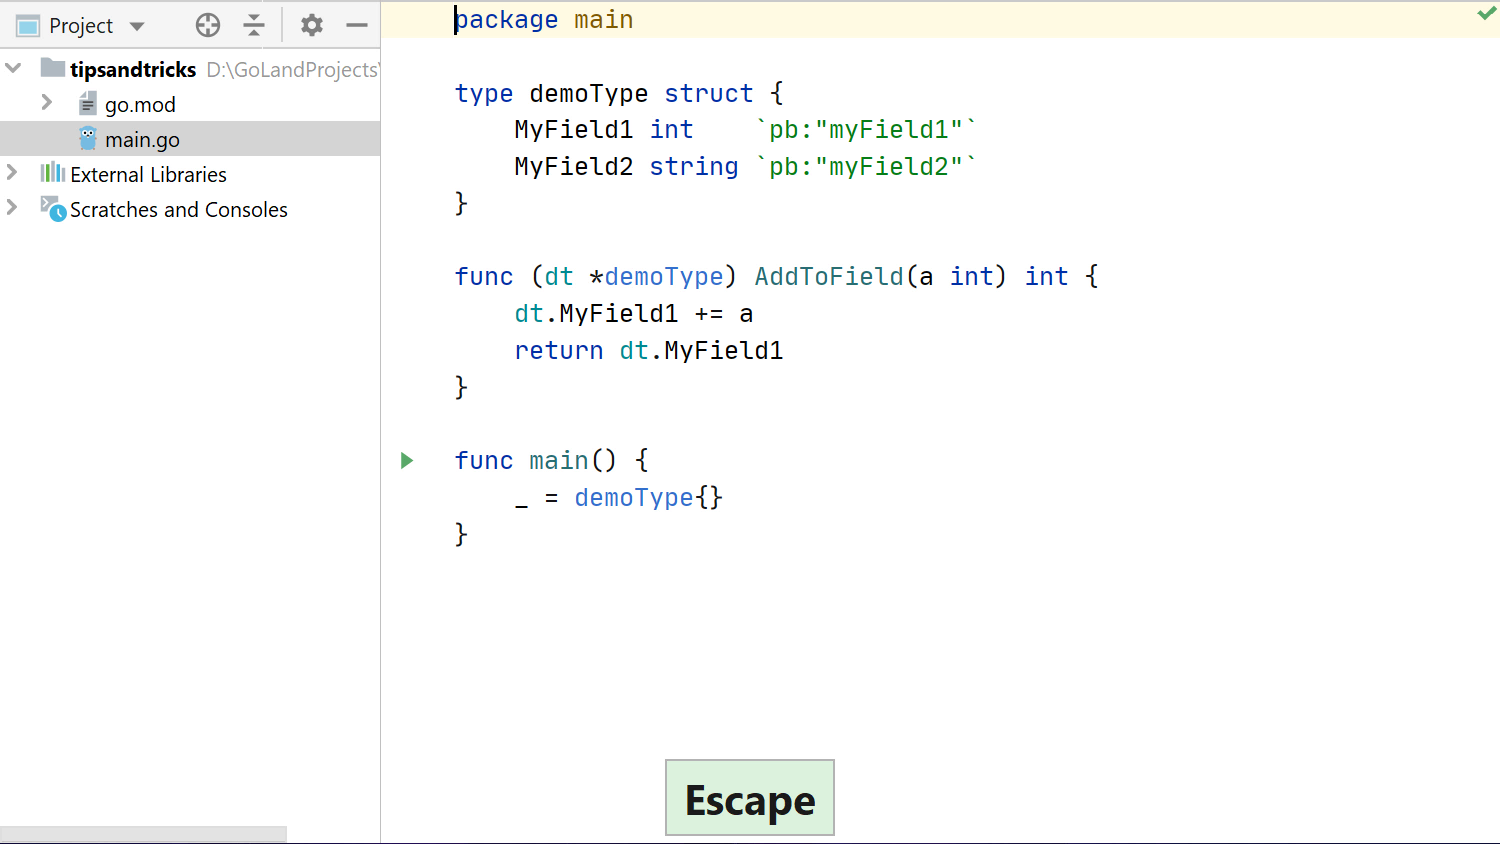 Project
tipsandtricks D:\GoLandProjects\
go.mod
main.go
External Libraries
Scratches and Consoles
package main
type demoType struct {
    MyField1 int    `pb:"myField1"`
    MyField2 string `pb:"myField2"`
}
func (dt *demoType) AddToField(a int) int {
    dt.MyField1 += a
    return dt.MyField1
}
func main() {
    _ = demoType{}
}
Escape